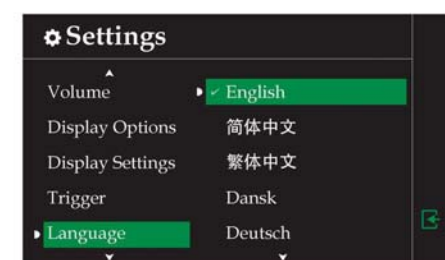 Settings
Volume
Display Options
Display Settings
Trigger
Language
✓ English
简体中文
繁体中文
Dansk
Deutsch